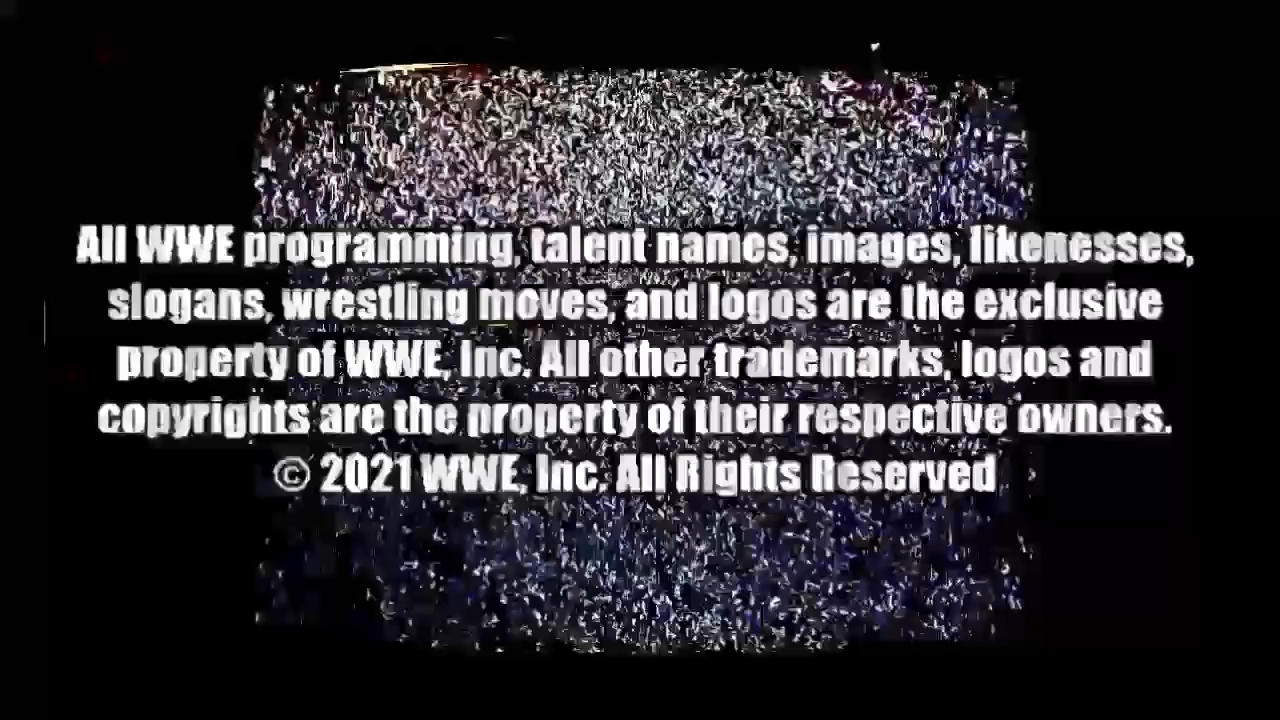 All WWE programming, talent names, images, likenesses,
slogans, wrestling moves, and logos are the exclusive
property of WWE, Inc. All other trademarks, logos and
copyrights are the property of their respective owners.
© 2021 WWE, Inc. All Rights Reserved